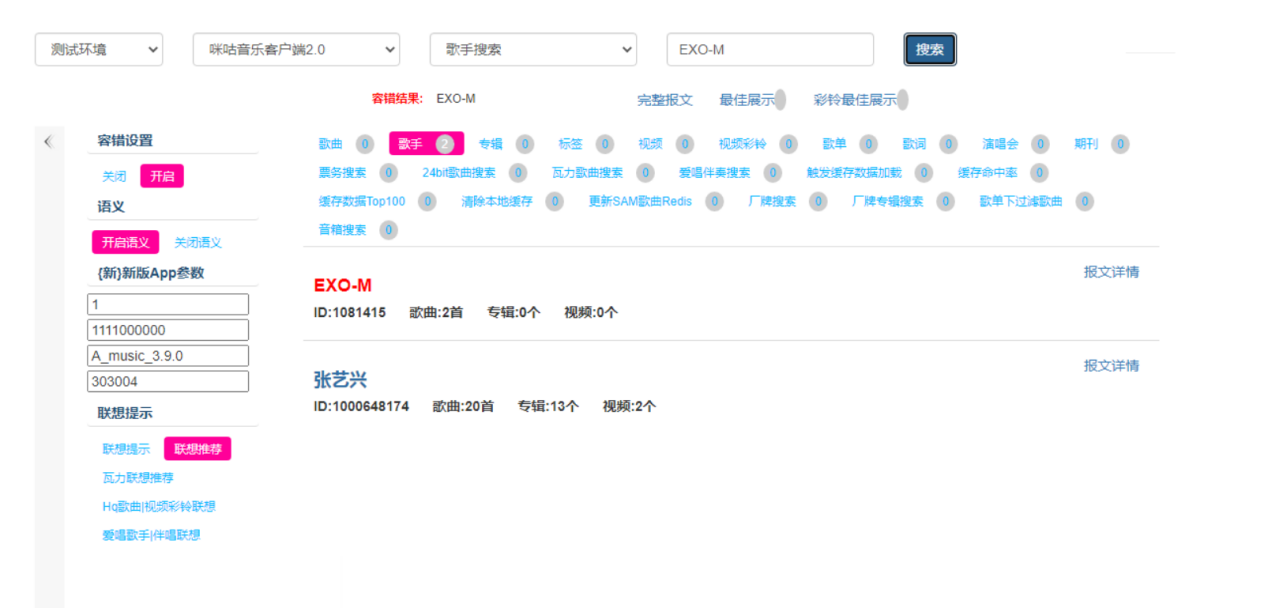 测试环境 咪咕音乐客户端2.0 歌手搜索 EXO-M 搜索
容错结果: EXO-M 完整报文 最佳展示 彩铃最佳展示
容错设置
关闭 开启
语义
开启语义 关闭语义
{新}新版App参数
1
1111000000
A_music_3.9.0
303004
联想提示
联想提示 联想推荐
瓦力联想推荐
Hq歌曲|视频彩铃联想
爱唱歌手|伴唱联想
歌曲 0 歌手 2 专辑 0 标签 0 视频 0 视频彩铃 0 歌单 0 歌词 0 演唱会 0 期刊 0
票务搜索 0 24bit歌曲搜索 0 瓦力歌曲搜索 0 爱唱伴奏搜索 0 触发缓存数据加载 0 缓存命中率 0
缓存数据Top100 0 清除本地缓存 0 更新SAM歌曲Redis 0 厂牌搜索 0 厂牌专辑搜索 0 歌单下过滤歌曲 0
音箱搜索 0
报文详情
EXO-M
ID:1081415 歌曲:2首 专辑:0个 视频:0个
报文详情
张艺兴
ID:1000648174 歌曲:20首 专辑:13个 视频:2个